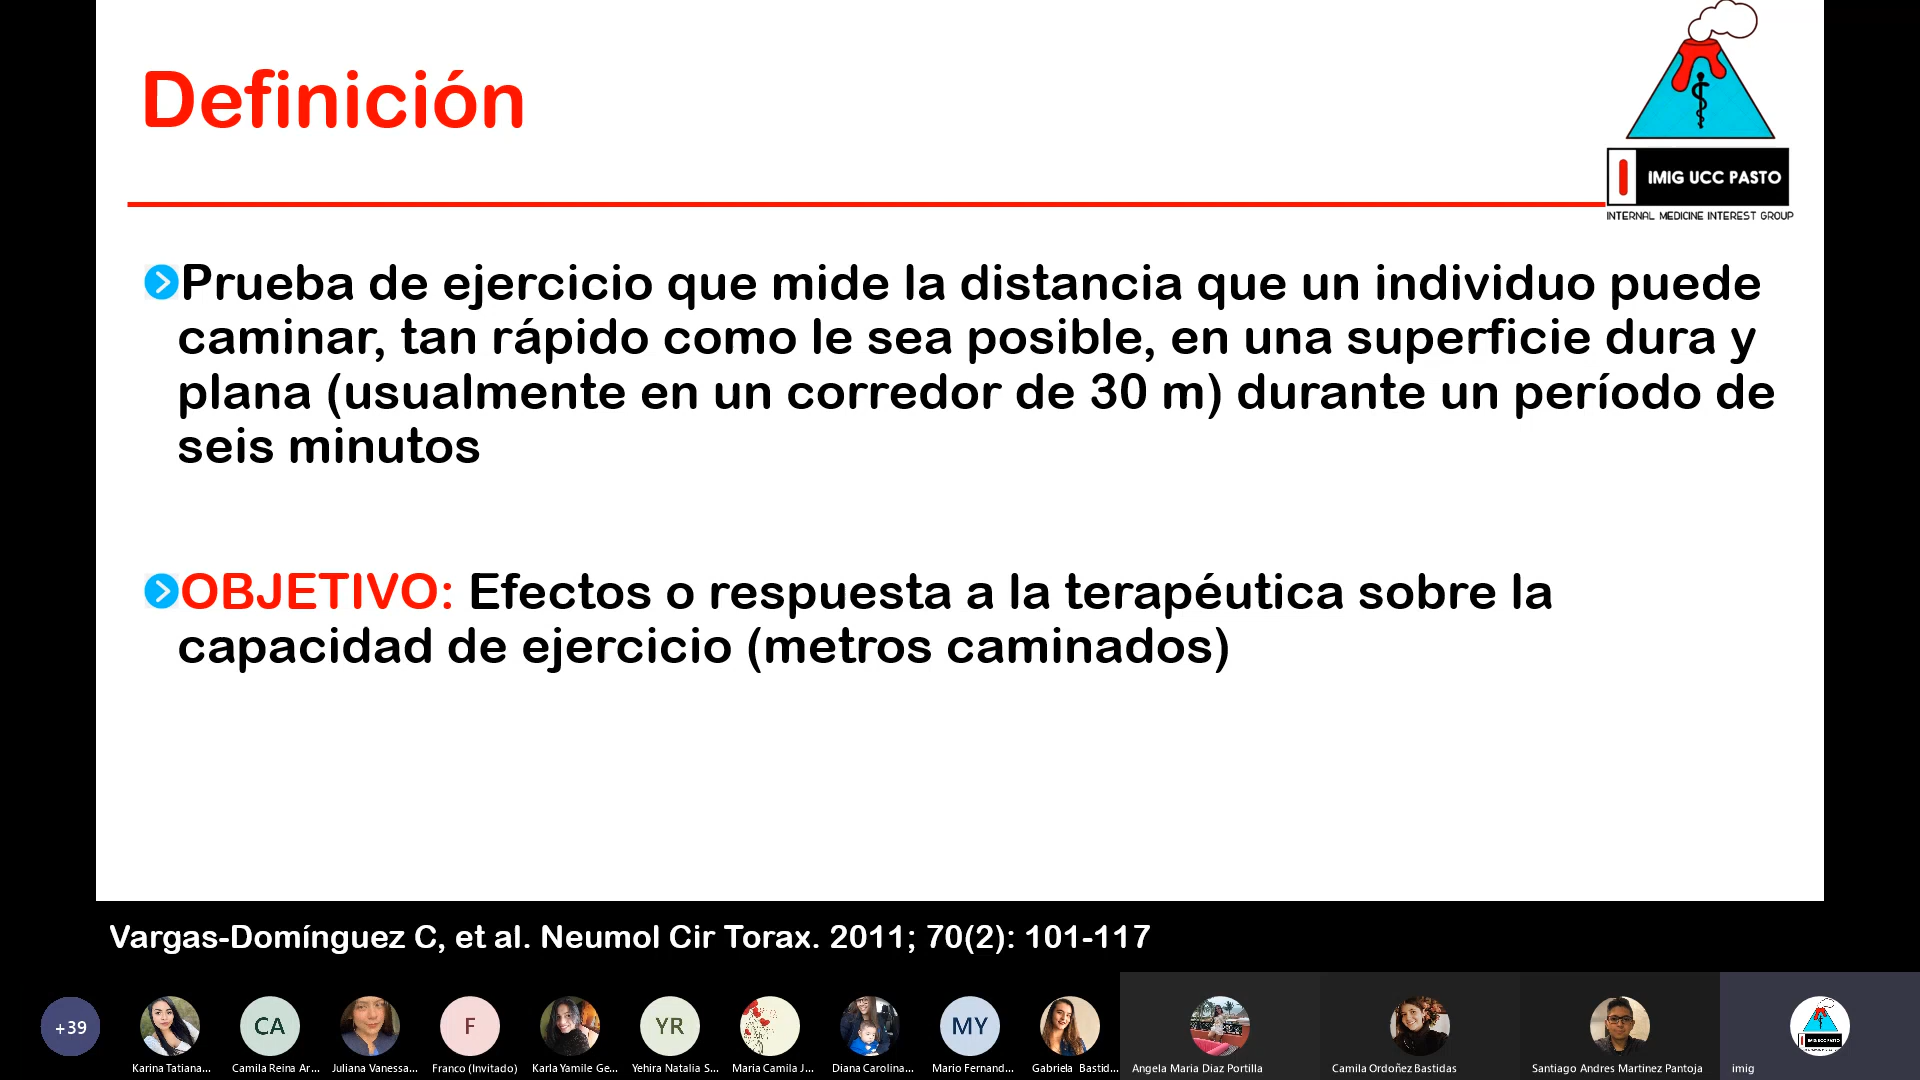 Definición
I IMIG UCC PASTO
INTERNAL MEDICINE INTEREST GROUP
Prueba de ejercicio que mide la distancia que un individuo puede
caminar, tan rápido como le sea posible, en una superficie dura y
plana (usualmente en un corredor de 30 m) durante un período de
seis minutos
OBJETIVO: Efectos o respuesta a la terapéutica sobre la
capacidad de ejercicio (metros caminados)
Vargas-Domínguez C, et al. Neumol Cir Torax. 2011; 70(2): 101-117
+39
CA
F
YR
MY
Karina Tatiana...
Camila Reina Ar...
Juliana Vanessa...
Franco (Invitado)
Karla Yamile Ge...
Yehira Natalia S...
Maria Camila J...
Diana Carolina...
Mario Fernand...
Gabriela Bastid...
Angela Maria Diaz Portilla
Camila Ordoñez Bastidas
Santiago Andres Martinez Pantoja
imig